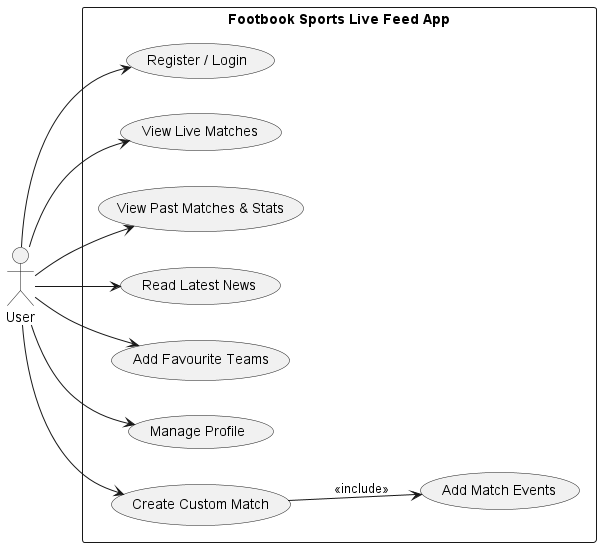 Footbook Sports Live Feed App
Register / Login
View Live Matches
View Past Matches & Stats
Read Latest News
User
Add Favourite Teams
Manage Profile
Create Custom Match
«include»
Add Match Events